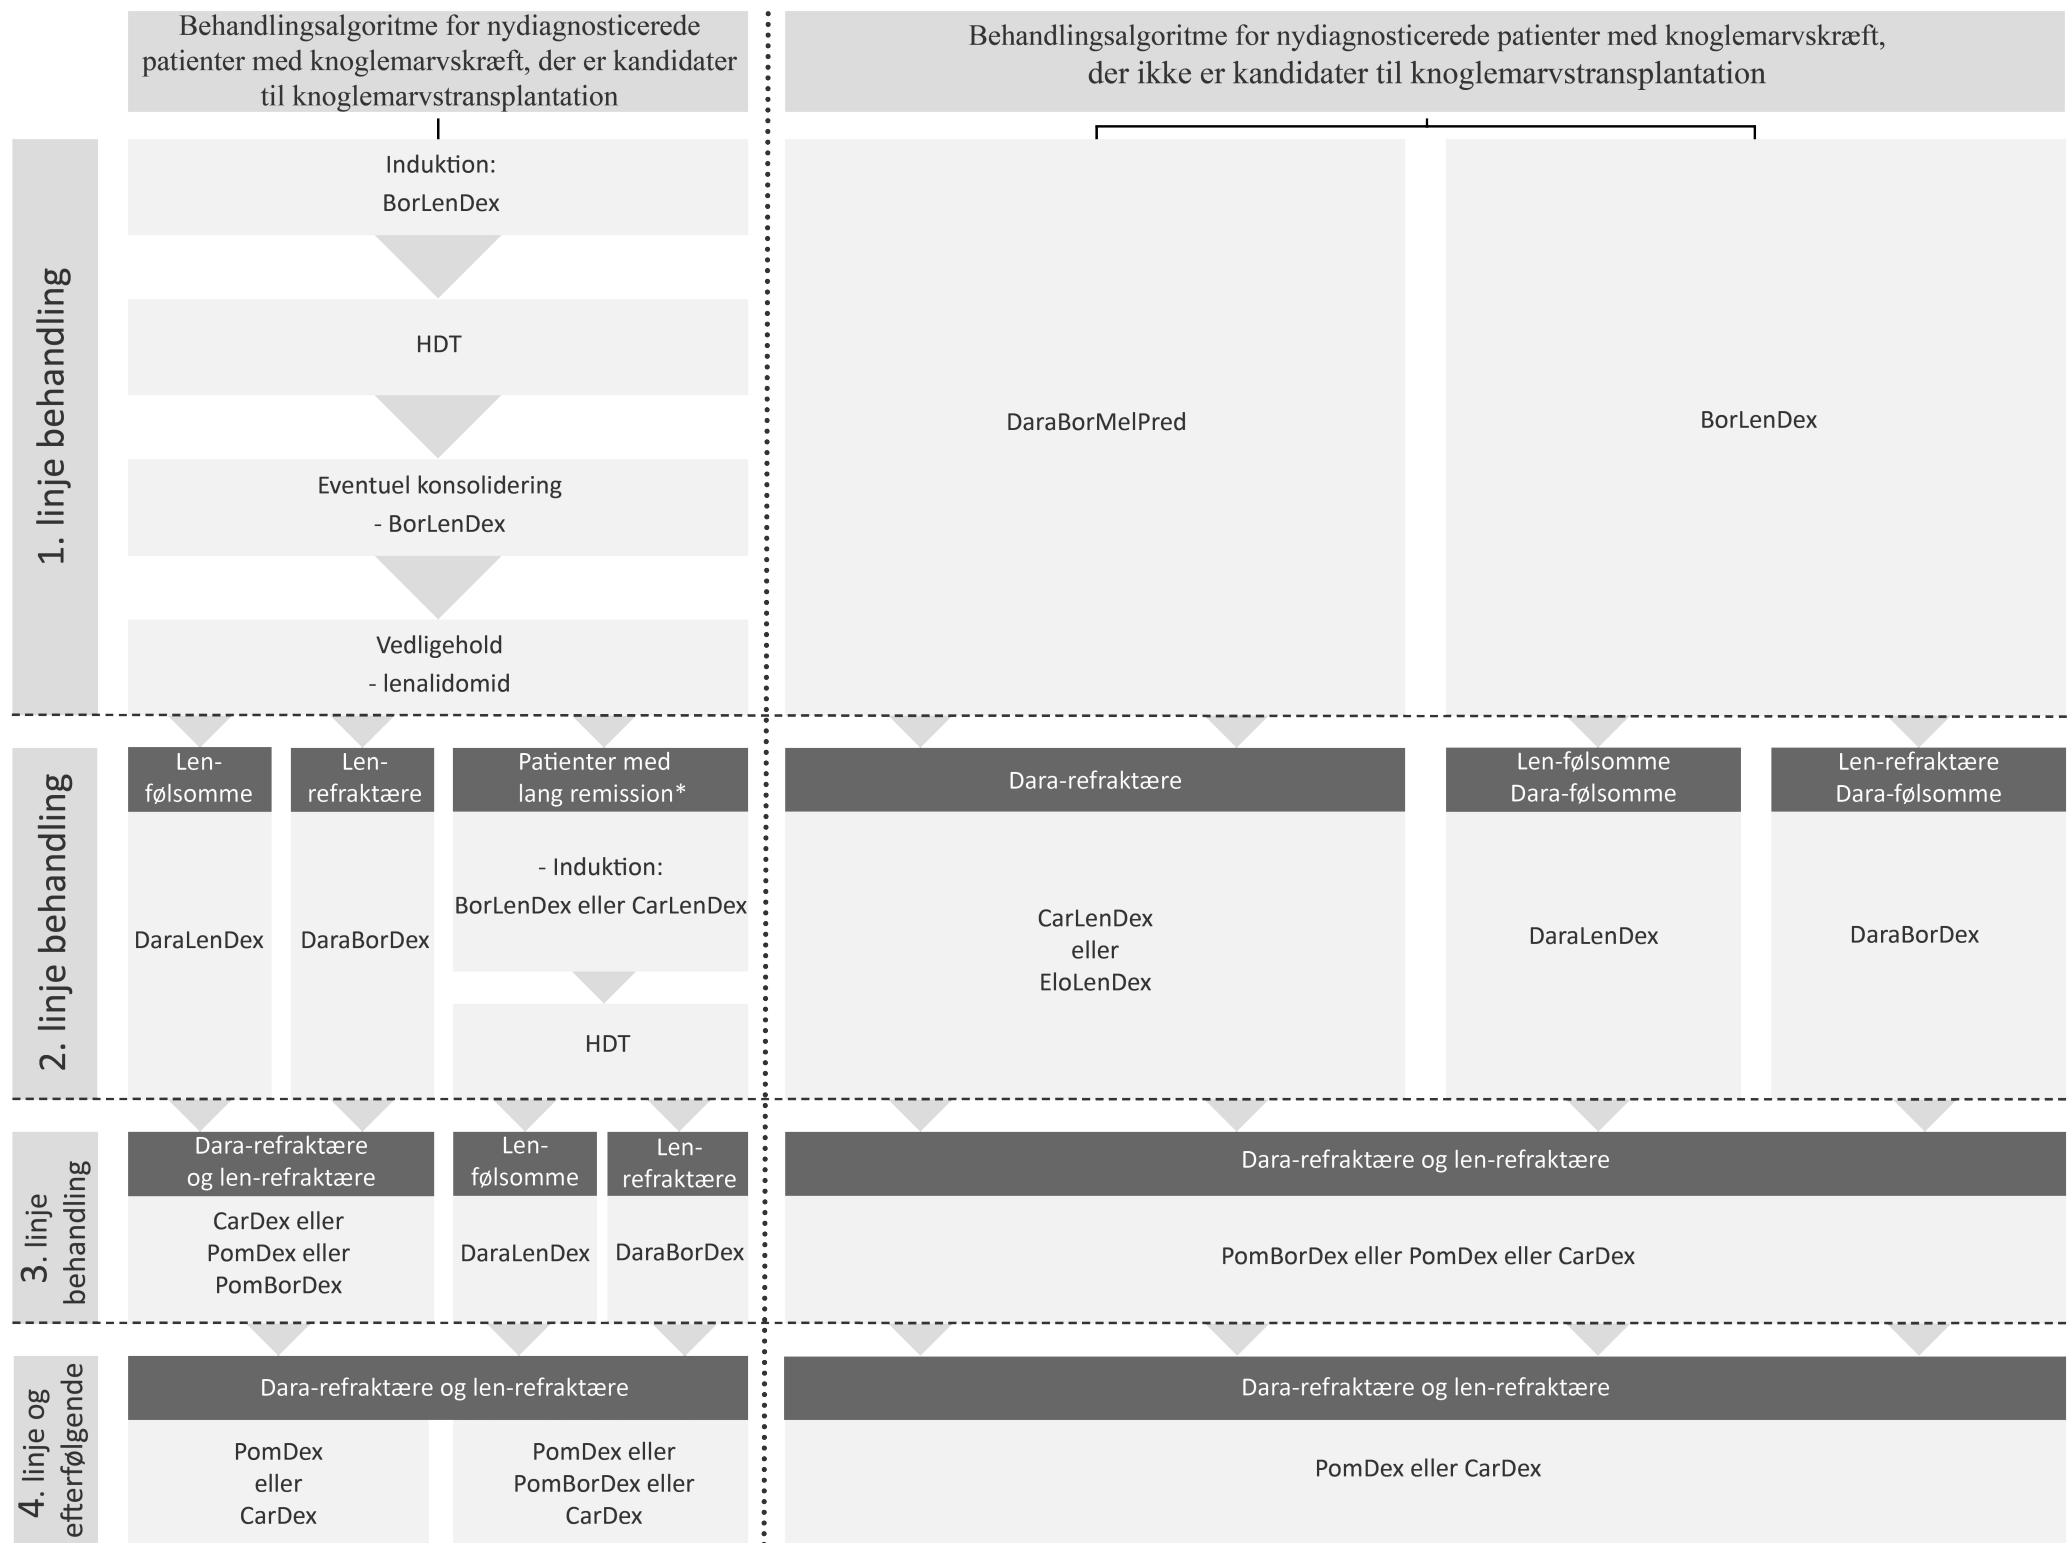 Behandlingsalgoritme for nydiagnosticerede
patienter med knoglemarvskræft, der er kandidater
til knoglemarvstransplantation
Behandlingsalgoritme for nydiagnosticerede patienter med knoglemarvskræft,
der ikke er kandidater til knoglemarvstransplantation
1. linje behandling
Induktion:
BorLenDex
HDT
Eventuel konsolidering
- BorLenDex
Vedligehold
- lenalidomid
DaraBorMelPred
BorLenDex
2. linje behandling
Len-
følsomme
DaraLenDex
Len-
refraktære
DaraBorDex
Patienter med
lang remission*
- Induktion:
BorLenDex eller CarLenDex
HDT
Dara-refraktære
CarLenDex
eller
EloLenDex
Len-følsomme
Dara-følsomme
DaraLenDex
Len-refraktære
Dara-følsomme
DaraBorDex
3. linje
behandling
Dara-refraktære
og len-refraktære
CarDex eller
PomDex eller
PomBorDex
Len-
følsomme
DaraLenDex
Len-
refraktære
DaraBorDex
Dara-refraktære og len-refraktære
PomBorDex eller PomDex eller CarDex
4. linje og
efterfølgende
Dara-refraktære og len-refraktære
PomDex
eller
CarDex
PomDex eller
PomBorDex eller
CarDex
Dara-refraktære og len-refraktære
PomDex eller CarDex